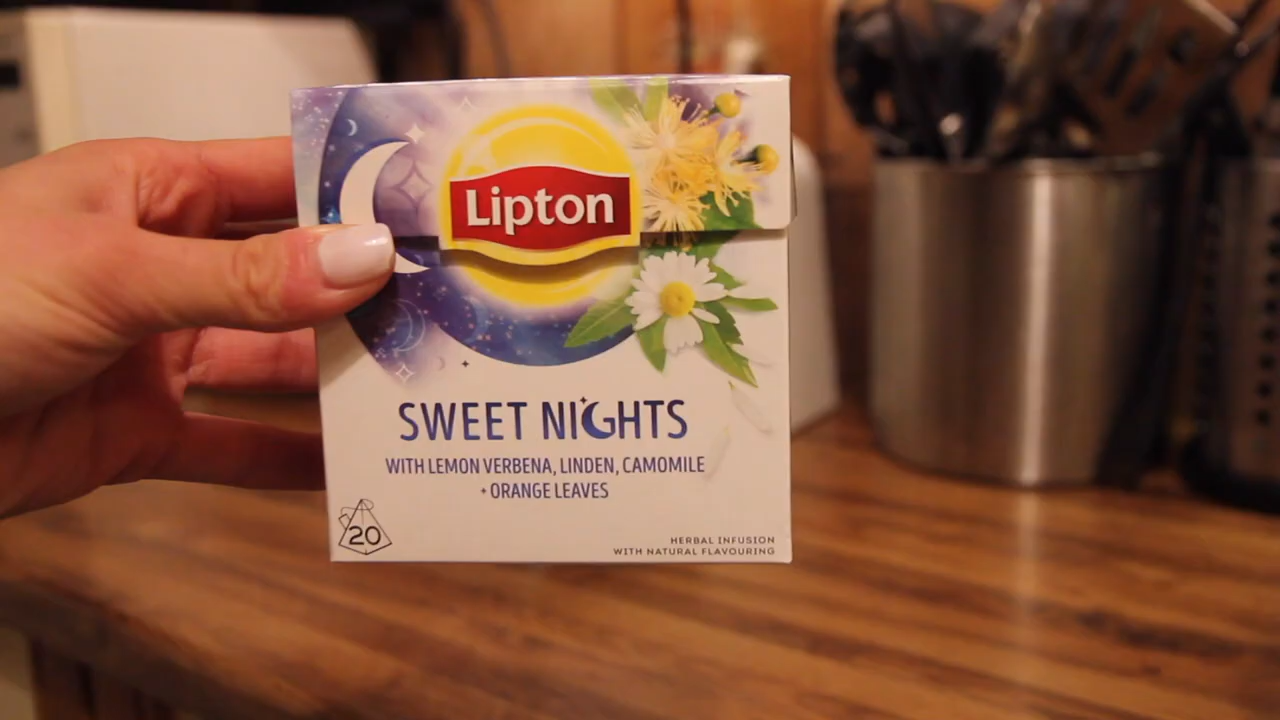 Lipton
SWEET NIGHTS
WITH LEMON VERBENA, LINDEN, CAMOMILE
+ ORANGE LEAVES
20
HERBAL INFUSION
WITH NATURAL FLAVOURING